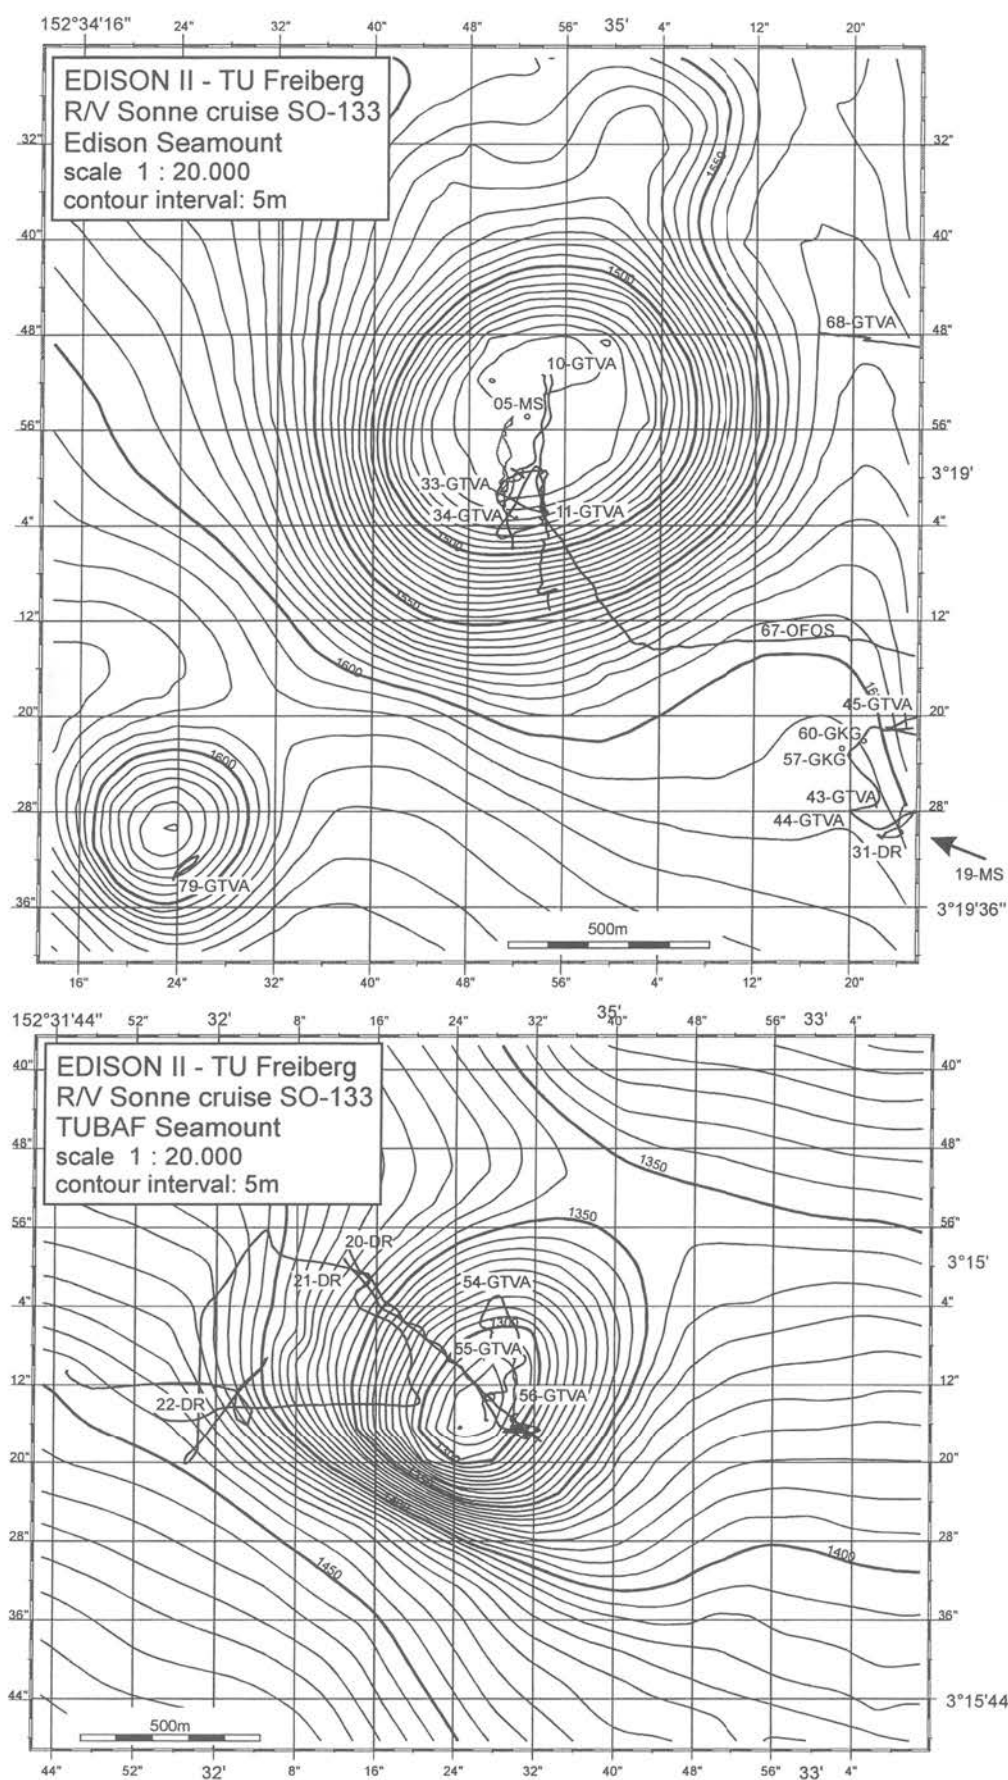 152°34'16" 24" 32" 40" 48" 56" 35' 4" 8" 12" 20"
EDISON II - TU Freiberg
R/V Sonne cruise SO-133
Edison Seamount
scale 1 : 20.000
contour interval: 5m
32" 32"
1550
40" 40"
1500
68-GTVA
48" 48"
10-GTVA
05-MS
56" 56"
3°19'
33-GTVA
34-GTVA 11-GTVA
4" 4"
1500
1550
12" 12"
67-OFOS
1600
45-GTVA
20" 20"
60-GKG
1600 57-GKG
43-GTVA
28" 28"
44-GTVA
31-DR
19-MS
79-GTVA
36" 3°19'36"
500m
16" 24" 32" 40" 48" 56" 4" 12" 20"
152°31'44" 52" 32' 8" 16" 24" 32" 35' 40" 56" 33' 4"
EDISON II - TU Freiberg
R/V Sonne cruise SO-133
TUBAF Seamount
scale 1 : 20.000
contour interval: 5m
40" 40"
48" 48"
1350
56" 1350 56"
20-DR
3°15'
21-DR 54-GTVA
4" 4"
1300
55-GTVA
12" 12"
22-DR 56-GTVA
20" 20"
1400
28" 28"
1400
1450
36" 36"
44" 3°15'44
500m
44" 52" 32' 8" 16" 24" 32" 40" 48" 56" 33' 4"